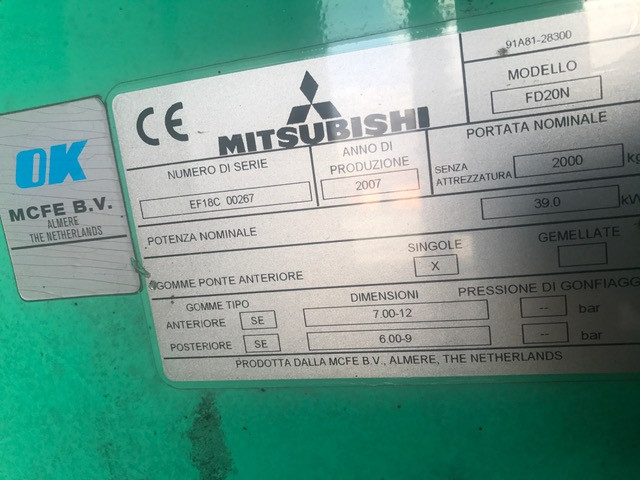 OK
MCFE B.V.
ALMERE
THE NETHERLANDS
CE
MITSUBISHI
91A81-28300
MODELLO
FD20N
NUMERO DI SERIE
EF18C 00267
ANNO DI
PRODUZIONE
2007
PORTATA NOMINALE
SENZA
ATTREZZATURA
2000
POTENZA NOMINALE
39.0
GOMME PONTE ANTERIORE
SINGOLE
X
GEMELLATE
GOMME TIPO
DIMENSIONI
PRESSIONE DI GONFIAGG
ANTERIORE SE 7.00-12 -- bar
POSTERIORE SE 6.00-9 -- bar
PRODOTTA DALLA MCFE B.V., ALMERE, THE NETHERLANDS